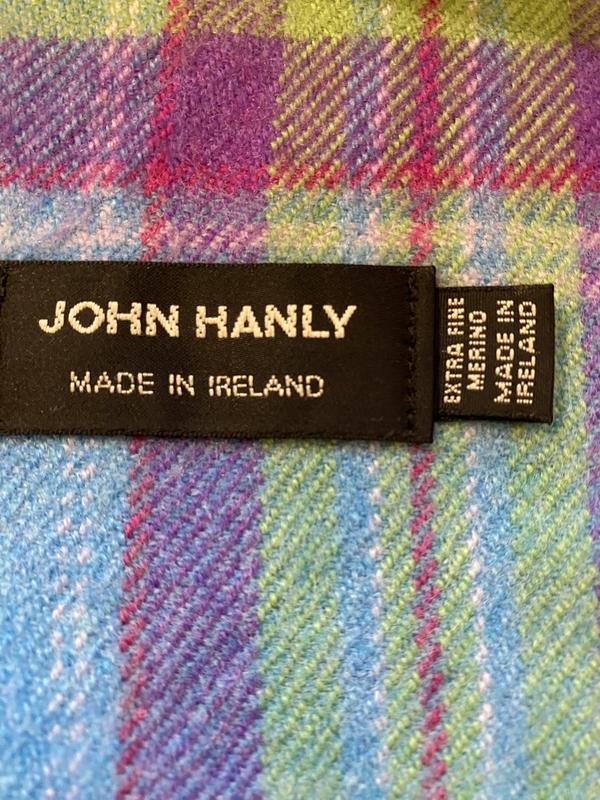 JOHN HANLY
MADE IN IRELAND
EXTRA FINE
MERINO
MADE IN
IRELAND